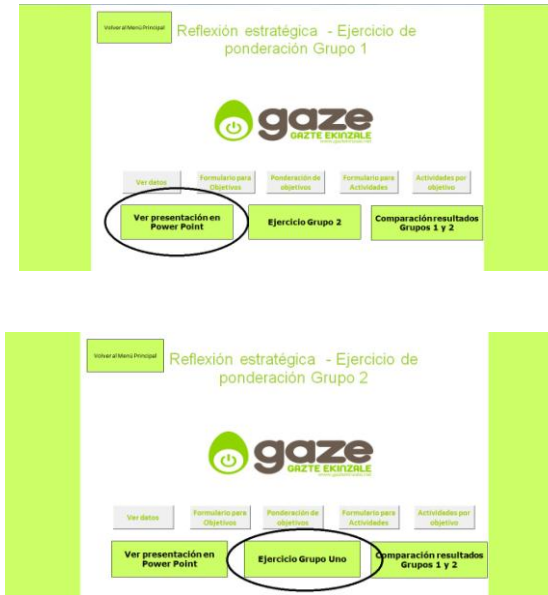 Volver al Menú Principal
Reflexión estratégica - Ejercicio de
ponderación Grupo 1
gaze
GAZTE EKINZALE
Ver datos
Formulario para
Objetivos
Ponderación de
objetivos
Formulario para
Actividades
Actividades por
objetivo
Ver presentación en
Power Point
Ejercicio Grupo 2
Comparación resultados
Grupos 1 y 2
Volver al Menú Principal
Reflexión estratégica - Ejercicio de
ponderación Grupo 2
gaze
GAZTE EKINZALE
Ver datos
Formulario para
Objetivos
Ponderación de
objetivos
Formulario para
Actividades
Actividades por
objetivo
Ver presentación en
Power Point
Ejercicio Grupo Uno
Comparación resultados
Grupos 1 y 2